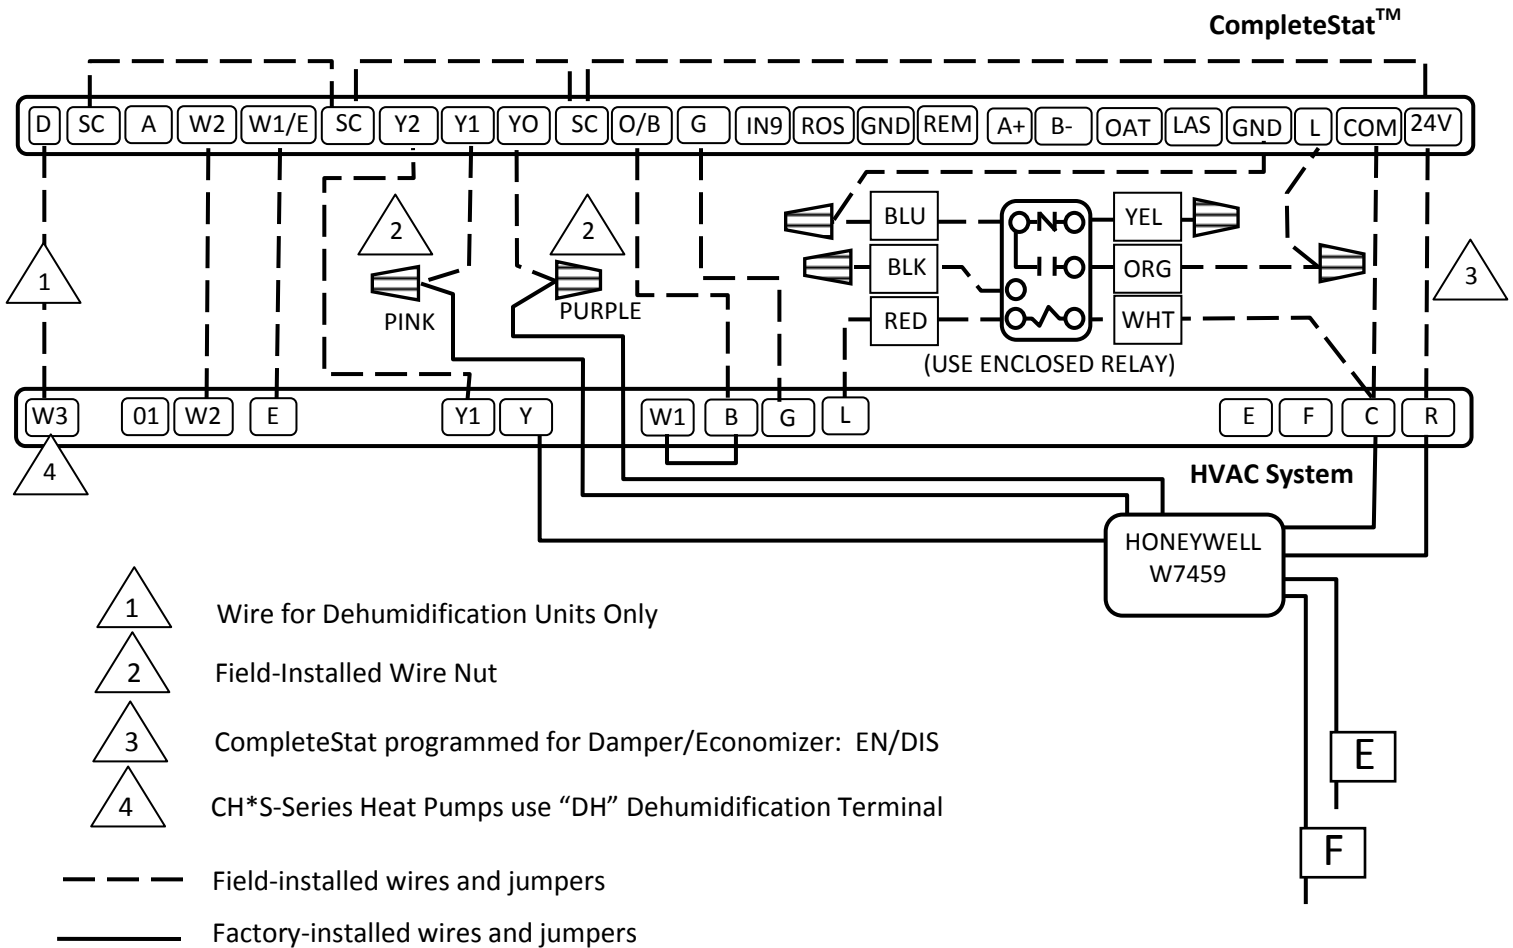 CompleteStat™
D SC A W2 W1/E SC Y2 Y1 YO SC O/B G IN9 ROS GND REM A+ B- OAT LAS GND L COM 24V
BLU YEL
2 2
1 BLK ORG 3
PINK PURPLE RED WHT
(USE ENCLOSED RELAY)
W3 01 W2 E Y1 Y W1 B G L E F C R
4 HVAC System
HONEYWELL
W7459
1 Wire for Dehumidification Units Only
2 Field-Installed Wire Nut
3 CompleteStat programmed for Damper/Economizer: EN/DIS
E
4 CH*S-Series Heat Pumps use “DH” Dehumidification Terminal
F
Field-installed wires and jumpers
Factory-installed wires and jumpers